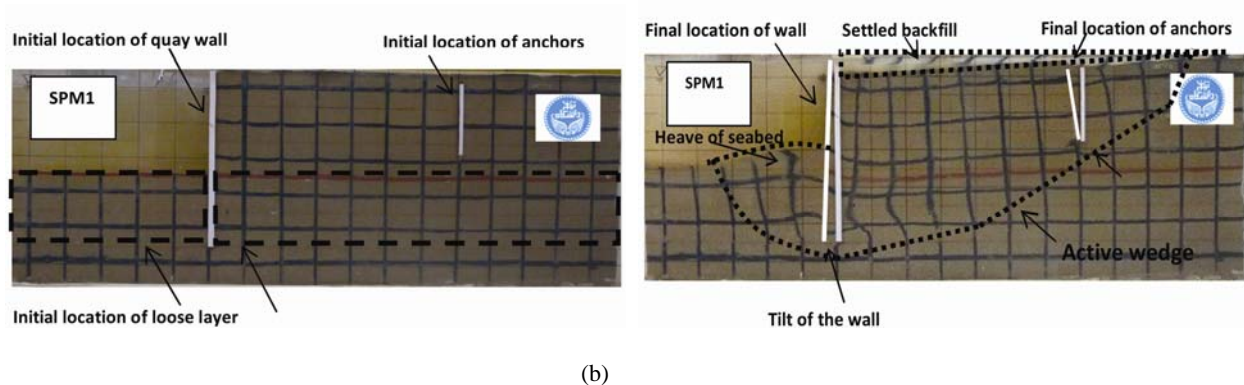 Initial location of quay wall
Initial location of anchors
SPM1
Initial location of loose layer
Final location of wall
Settled backfill
Final location of anchors
SPM1
Heave of seabed
Active wedge
Tilt of the wall
(b)